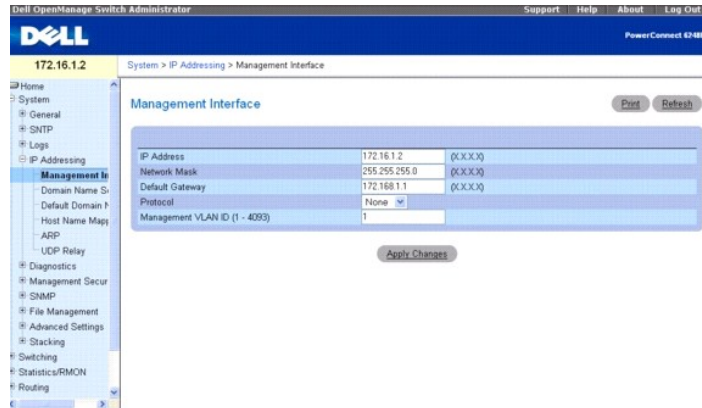 Dell OpenManage Switch Administrator
Support Help About Log Out
DELL
PowerConnect 6248
172.16.1.2
System > IP Addressing > Management Interface
Home
System
General
SNTP
Logs
IP Addressing
Management In
Domain Name Se
Default Domain N
Host Name Mapp
ARP
UDP Relay
Diagnostics
Management Secur
SNMP
File Management
Advanced Settings
Stacking
Switching
Statistics/RMON
Routing
Management Interface
Print Refresh
IP Address 172.16.1.2 (X.X.X.X)
Network Mask 255.255.255.0 (X.X.X.X)
Default Gateway 172.168.1.1 (X.X.X.X)
Protocol None
Management VLAN ID (1 - 4093) 1
Apply Changes